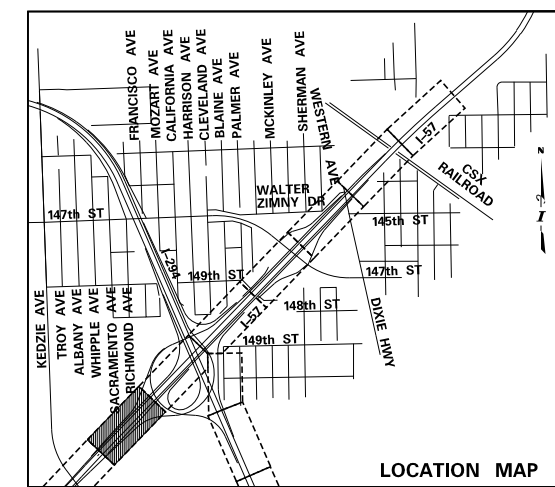 FRANCISCO AVE
MOZART AVE
CALIFORNIA AVE
HARRISON AVE
CLEVELAND AVE
BLAINE AVE
PALMER AVE
MCKINLEY AVE
SHERMAN AVE
WESTERN AVE
I-57
CSX
RAILROAD
N
WALTER
ZIMNY DR
147th ST
145th ST
I-294
149th ST
147th ST
148th ST
I-57
149th ST
DIXIE HWY
KEDZIE AVE
TROY AVE
ALBANY AVE
WHIPPLE AVE
SACRAMENTO AVE
RICHMOND AVE
LOCATION MAP